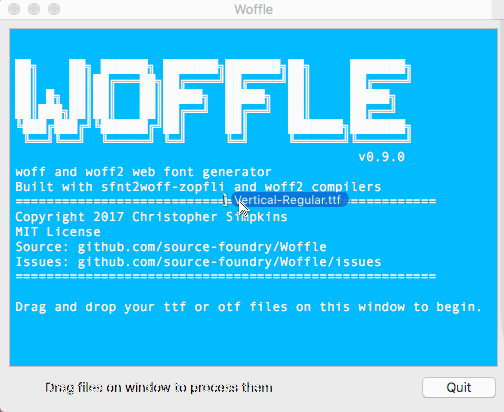 Woffle
WOFFLE
v0.9.0
woff and woff2 web font generator
Built with sfnt2woff-zopfli and woff2 compilers
======================================================
Vertical-Regular.ttf
Copyright 2017 Christopher Simpkins
MIT License
Source: github.com/source-foundry/Woffle
Issues: github.com/source-foundry/Woffle/issues
======================================================
Drag and drop your ttf or otf files on this window to begin.
Drag files on window to process them
Quit